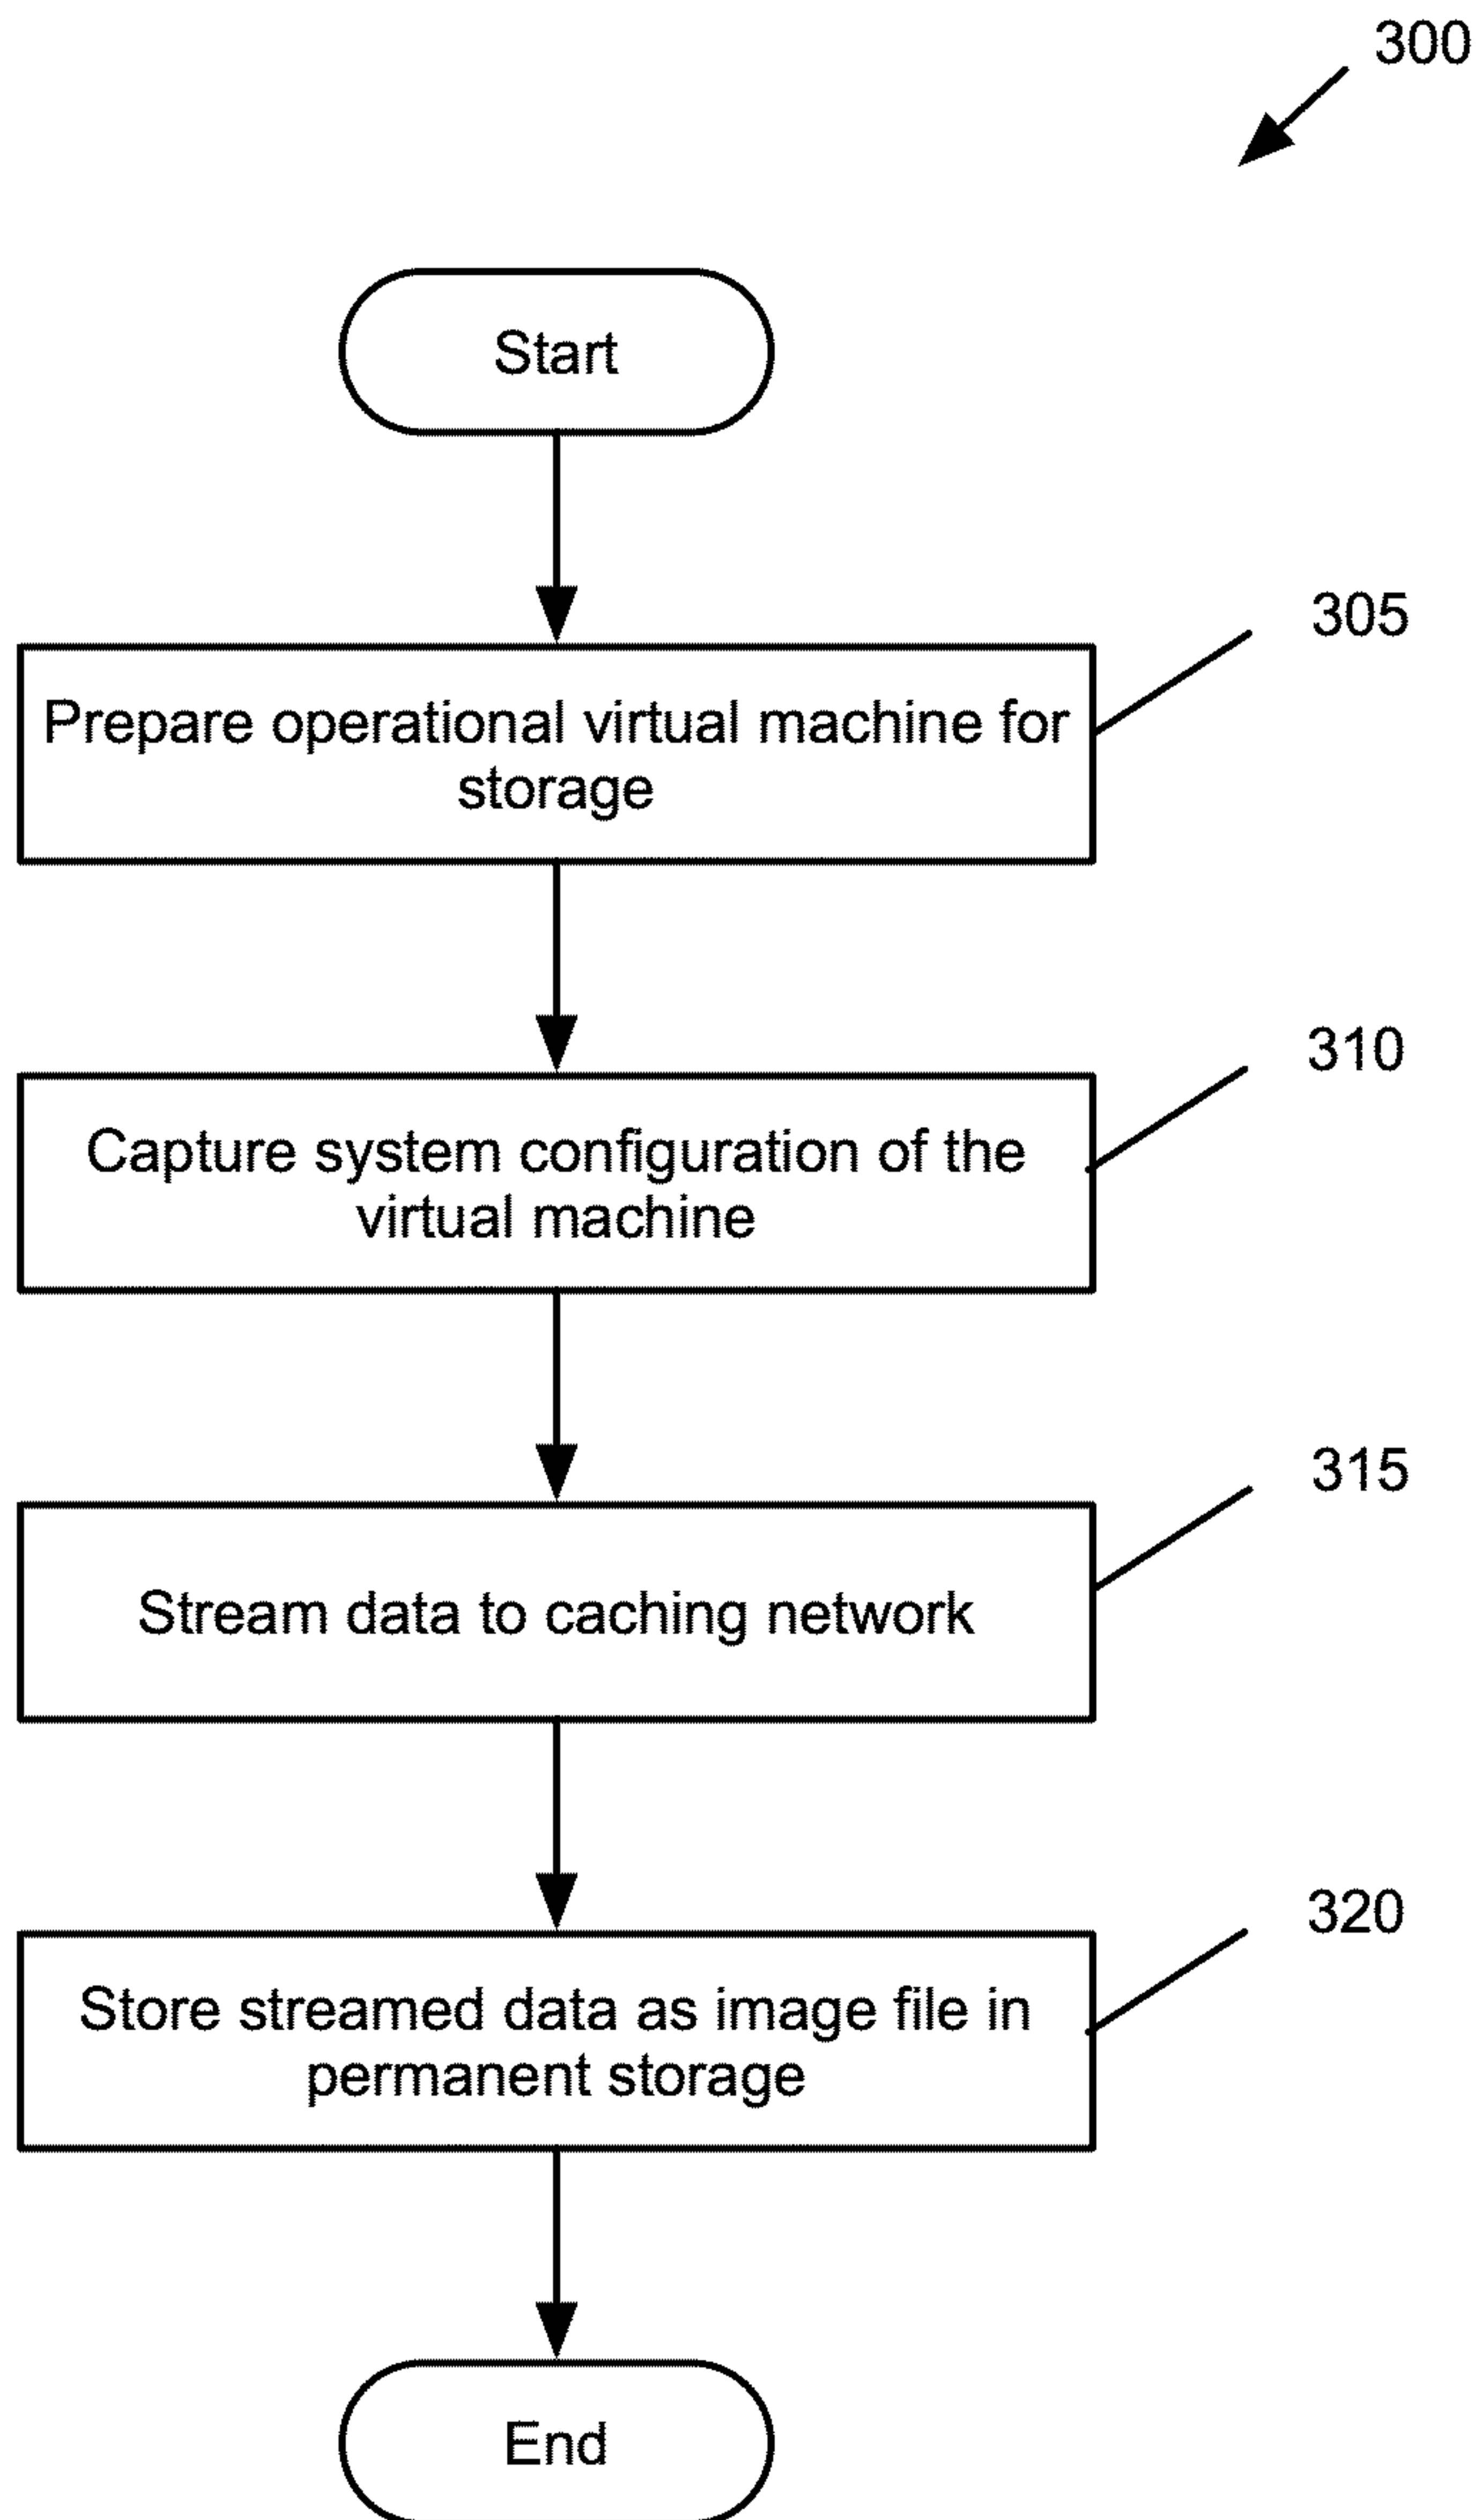 300
Start
305
Prepare operational virtual machine for
storage
310
Capture system configuration of the
virtual machine
315
Stream data to caching network
320
Store streamed data as image file in
permanent storage
End